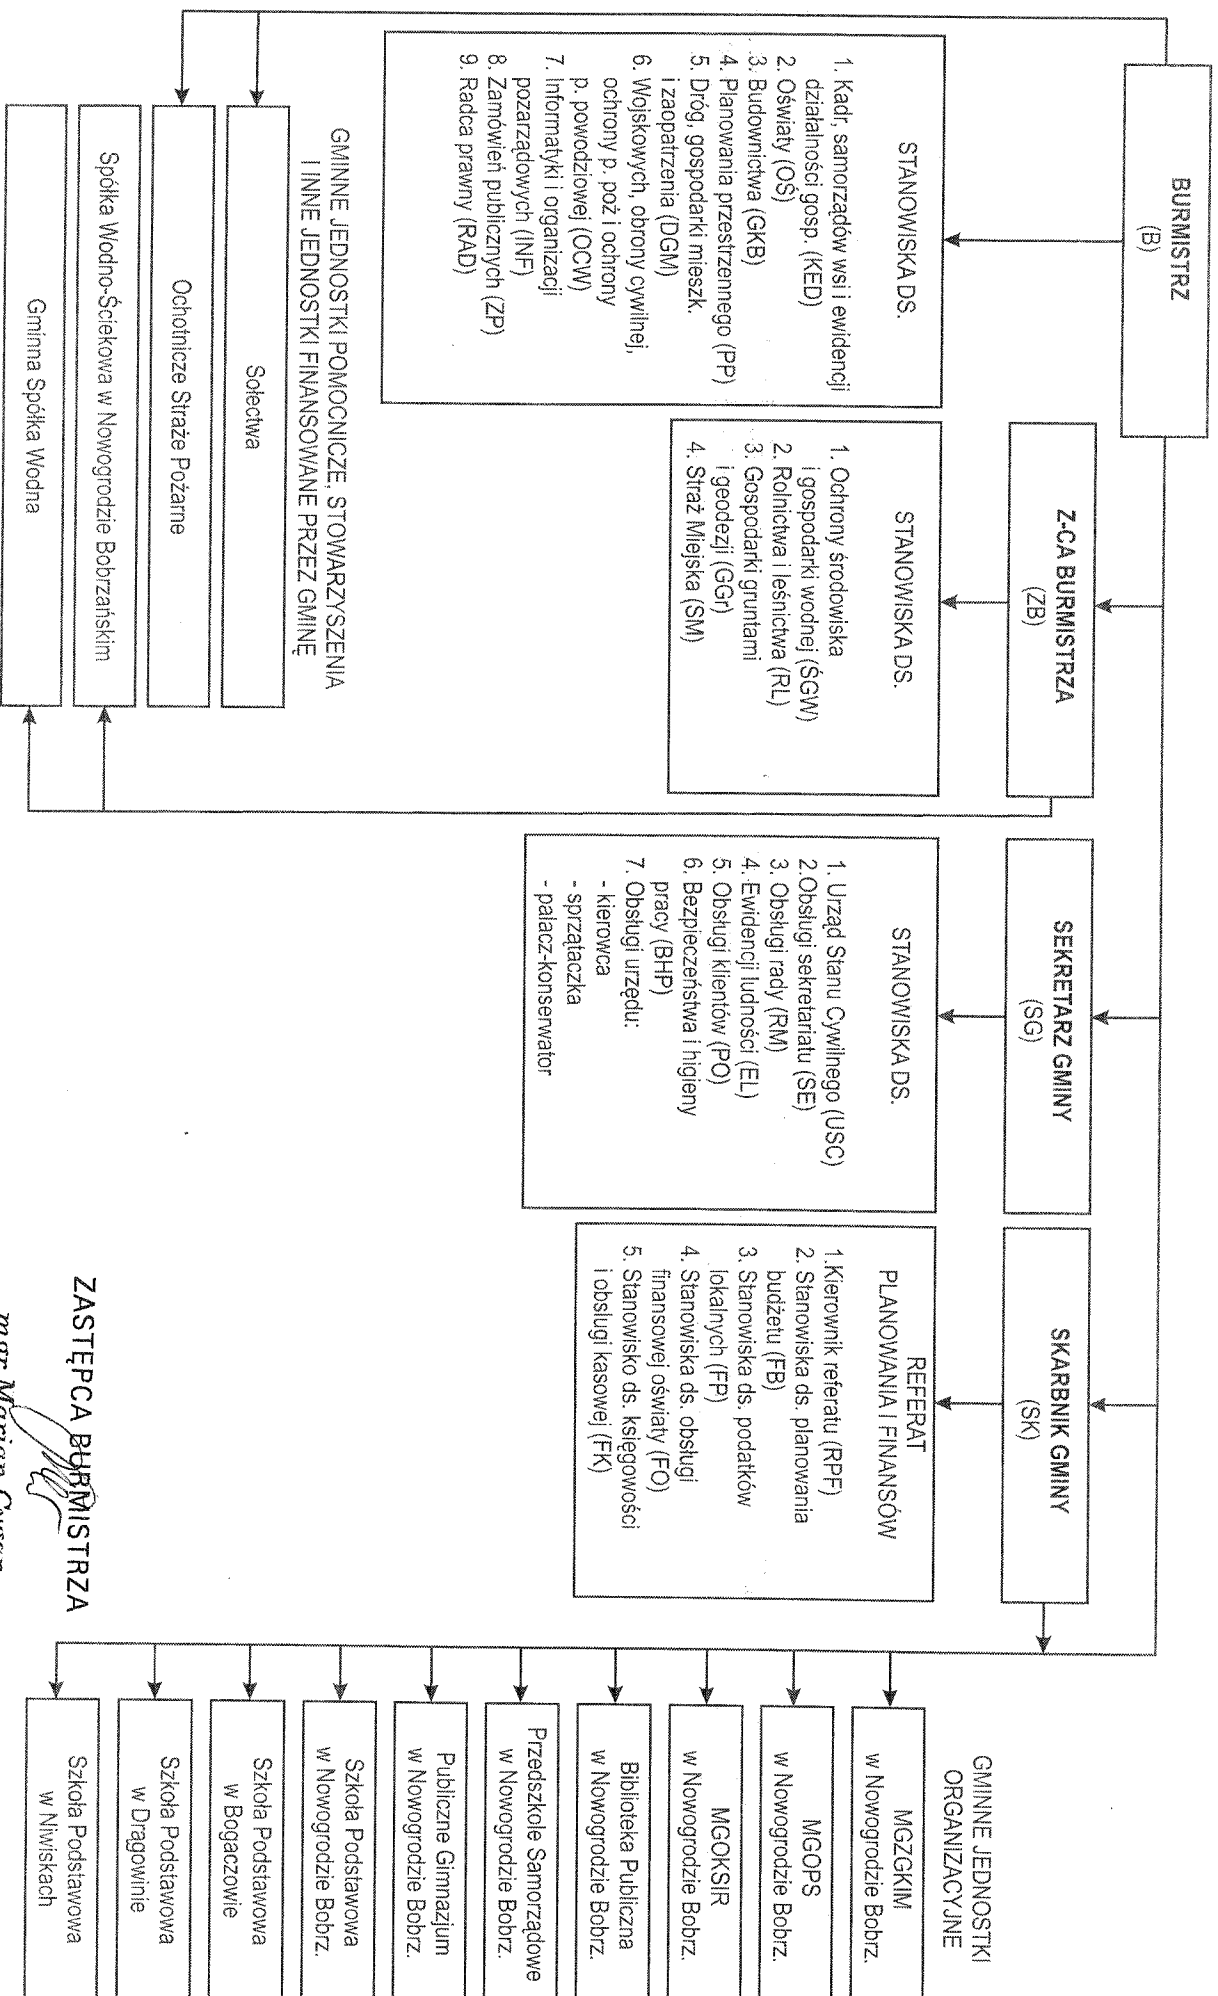 BURMISTRZ
(B)
STANOWISKA DS.
1. Kadr, samorządów wsi i ewidencji
działalności gosp. (KED)
2. Oświaty (OŚ)
3. Budownictwa (GKB)
4. Planowania przestrzennego (PP)
5. Dróg, gospodarki mieszk.
i zaopatrzenia (DGM)
6. Wojskowych, obrony cywilnej,
ochrony p. poż i ochrony
p. powodziowej (OCW)
7. Informatyki i organizacji
pozarządowych (INF)
8. Zamówień publicznych (ZP)
9. Radca prawny (RAD)
Z-CA BURMISTRZA
(ZB)
STANOWISKA DS.
1. Ochrony środowiska
i gospodarki wodnej (ŚGW)
2. Rolnictwa i leśnictwa (RL)
3. Gospodarki gruntami
i geodezji (GGr)
4. Straż Miejska (SM)
SEKRETARZ GMINY
(SG)
STANOWISKA DS.
1. Urząd Stanu Cywilnego (USC)
2.Obsługi sekretariatu (SE)
3. Obsługi rady (RM)
4. Ewidencji ludności (EL)
5. Obsługi klientów (PO)
6. Bezpieczeństwa i higieny
pracy (BHP)
7. Obsługi urzędu:
- kierowca
- sprzątaczka
- palacz-konserwator
SKARBNIK GMINY
(SK)
REFERAT
PLANOWANIA I FINANSÓW
1.Kierownik referatu (RPF)
2. Stanowiska ds. planowania
budżetu (FB)
3. Stanowiska ds. podatków
lokalnych (FP)
4. Stanowiska ds. obsługi
finansowej oświaty (FO)
5. Stanowisko ds. księgowości
i obsługi kasowej (FK)
GMINNE JEDNOSTKI
ORGANIZACYJNE
MGZGKIM
w Nowogrodzie Bobrz.
MGOPS
w Nowogrodzie Bobrz.
MGOKSIR
w Nowogrodzie Bobrz.
Biblioteka Publiczna
w Nowogrodzie Bobrz.
Przedszkole Samorządowe
w Nowogrodzie Bobrz.
Publiczne Gimnazjum
w Nowogrodzie Bobrz.
Szkoła Podstawowa
w Nowogrodzie Bobrz.
Szkoła Podstawowa
w Bogaczowie
Szkoła Podstawowa
w Drągowinie
Szkoła Podstawowa
w Niwiskach
GMINNE JEDNOSTKI POMOCNICZE, STOWARZYSZENIA
I INNE JEDNOSTKI FINANSOWANE PRZEZ GMINĘ
Sołectwa
Ochotnicze Straże Pożarne
Spółka Wodno-Ściekowa w Nowogrodzie Bobrzańskim
Gminna Spółka Wodna
ZASTĘPCA BURMISTRZA
mgr Marian